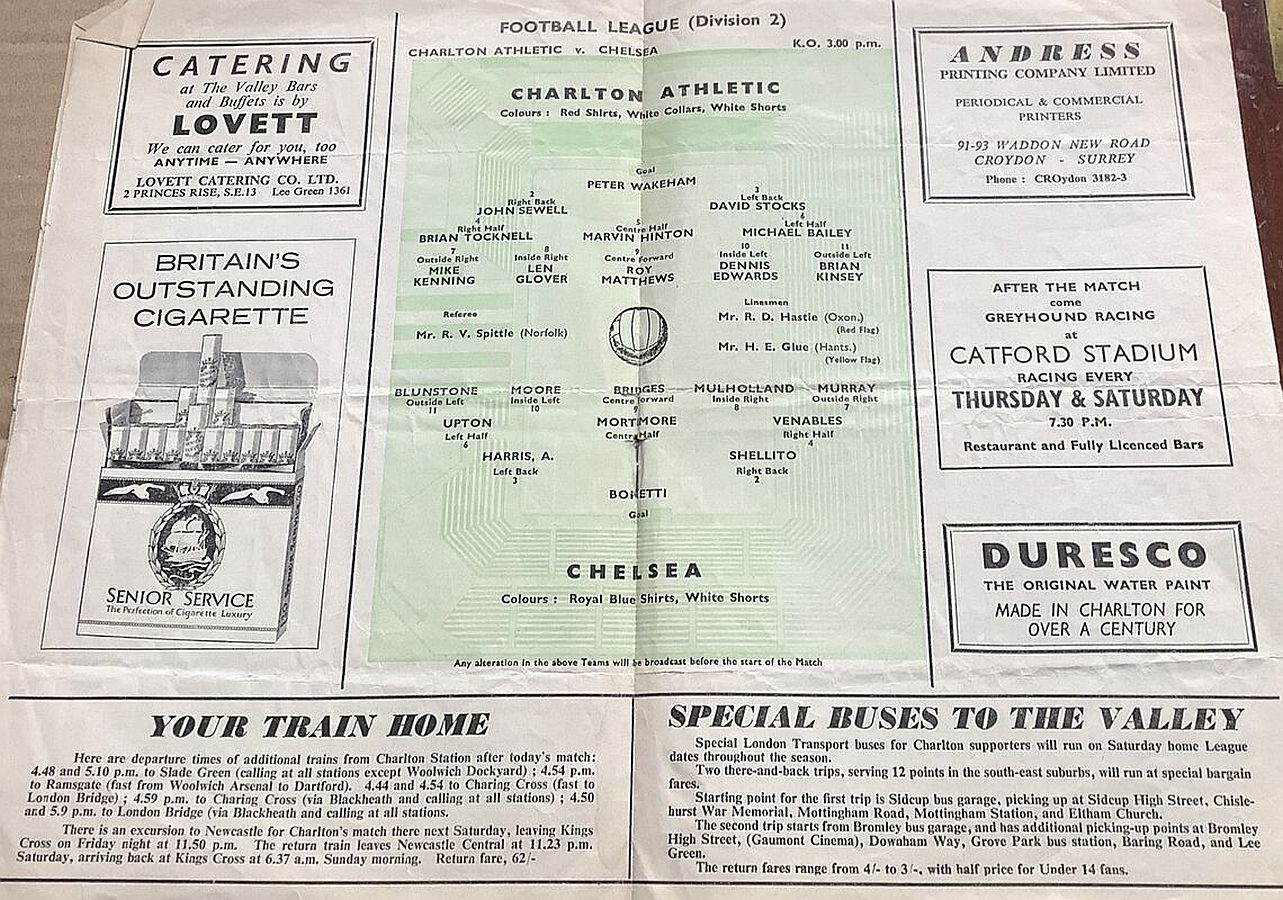 CATERING
at The Valley Bars
and Buffets is by
LOVETT
We can cater for you, too
ANYTIME — ANYWHERE
LOVETT CATERING CO. LTD.
2 PRINCES RISE, S.E.13 Lee Green 1361
BRITAIN'S
OUTSTANDING
CIGARETTE
SENIOR SERVICE
The Perfection of Cigarette Luxury
FOOTBALL LEAGUE (Division 2)
CHARLTON ATHLETIC v. CHELSEA K.O. 3.00 p.m.
CHARLTON ATHLETIC
Colours : Red Shirts, White Collars, White Shorts
Goal
PETER WAKEHAM
2 3
Right Back Left Back
JOHN SEWELL DAVID STOCKS
4 5 6
Right Half Centre Half Left Half
BRIAN TOCKNELL MARVIN HINTON MICHAEL BAILEY
7 8 9 10 11
Outside Right Inside Right Centre Forward Inside Left Outside Left
MIKE LEN ROY DENNIS BRIAN
KENNING GLOVER MATTHEWS EDWARDS KINSEY
Referee Linesmen
Mr. R. V. Spittle (Norfolk) Mr. R. D. Hastie (Oxon.)
(Red Flag)
Mr. H. E. Glue (Hants.)
(Yellow Flag)
BLUNSTONE MOORE BRIDGES MULHOLLAND MURRAY
Outside Left Inside Left Centre Forward Inside Right Outside Right
11 10 9 8 7
UPTON MORTIMORE VENABLES
Left Half Centre Half Right Half
6 4
HARRIS, A. SHELLITO
Left Back Right Back
3 2
BONETTI
Goal
CHELSEA
Colours : Royal Blue Shirts, White Shorts
Any alteration in the above Teams will be broadcast before the start of the Match
ANDRESS
PRINTING COMPANY LIMITED
PERIODICAL & COMMERCIAL
PRINTERS
91-93 WADDON NEW ROAD
CROYDON - SURREY
Phone : CROydon 3182-3
AFTER THE MATCH
come
GREYHOUND RACING
at
CATFORD STADIUM
RACING EVERY
THURSDAY & SATURDAY
7.30 P.M.
Restaurant and Fully Licenced Bars
DURESCO
THE ORIGINAL WATER PAINT
MADE IN CHARLTON FOR
OVER A CENTURY
YOUR TRAIN HOME
Here are departure times of additional trains from Charlton Station after today's match:
4.48 and 5.10 p.m. to Slade Green (calling at all stations except Woolwich Dockyard) ; 4.54 p.m.
to Ramsgate (fast from Woolwich Arsenal to Dartford). 4.44 and 4.54 to Charing Cross (fast to
London Bridge) ; 4.59 p.m. to Charing Cross (via Blackheath and calling at all stations) ; 4.50
and 5.9 p.m. to London Bridge (via Blackheath and calling at all stations.
There is an excursion to Newcastle for Charlton's match there next Saturday, leaving Kings
Cross on Friday night at 11.50 p.m. The return train leaves Newcastle Central at 11.23 p.m.
Saturday, arriving back at Kings Cross at 6.37 a.m. Sunday morning. Return fare, 62/-
SPECIAL BUSES TO THE VALLEY
Special London Transport buses for Charlton supporters will run on Saturday home League
dates throughout the season.
Two there-and-back trips, serving 12 points in the south-east suburbs, will run at special bargain
fares.
Starting point for the first trip is Sidcup bus garage, picking up at Sidcup High Street, Chisle-
hurst War Memorial, Mottingham Road, Mottingham Station, and Eltham Church.
The second trip starts from Bromley bus garage, and has additional picking-up points at Bromley
High Street, (Gaumont Cinema), Downham Way, Grove Park bus station, Baring Road, and Lee
Green.
The return fares range from 4/- to 3/-, with half price for Under 14 fans.